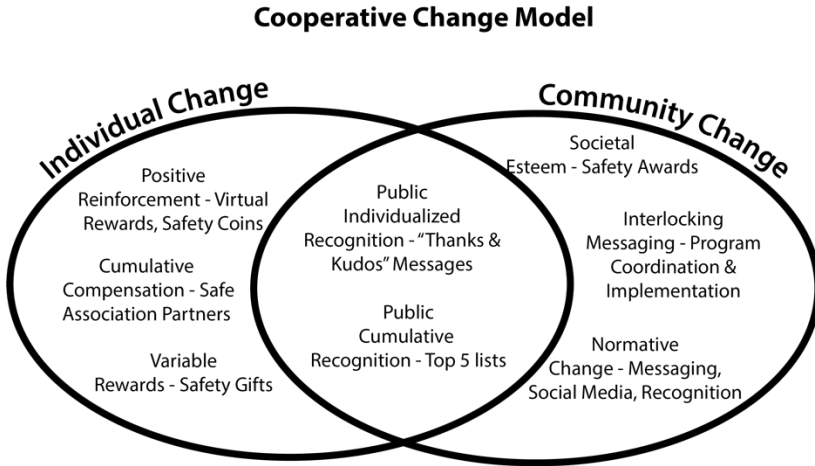 Cooperative Change Model
Individual Change
Positive
Reinforcement - Virtual
Rewards, Safety Coins
Cumulative
Compensation - Safe
Association Partners
Variable
Rewards - Safety Gifts
Public
Individualized
Recognition - “Thanks &
Kudos” Messages
Public
Cumulative
Recognition - Top 5 lists
Community Change
Societal
Esteem - Safety Awards
Interlocking
Messaging - Program
Coordination &
Implementation
Normative
Change - Messaging,
Social Media, Recognition